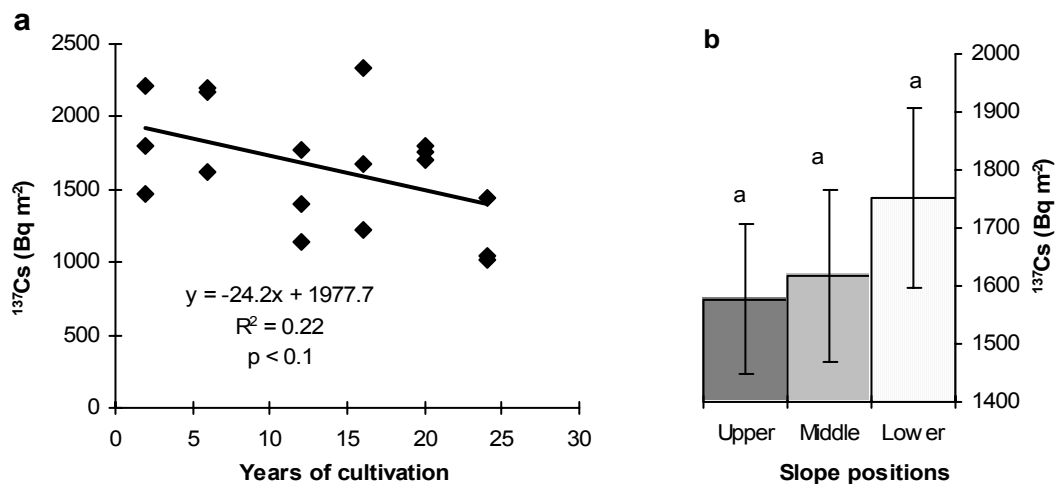 a
2500
2000
1500
1000
500
0
¹³⁷Cs (Bq m⁻²)
y = -24.2x + 1977.7
R² = 0.22
p < 0.1
0 5 10 15 20 25 30
Years of cultivation
b
2000
1900
1800
1700
1600
1500
1400
¹³⁷Cs (Bq m⁻²)
a
a
a
Upper Middle Lower
Slope positions